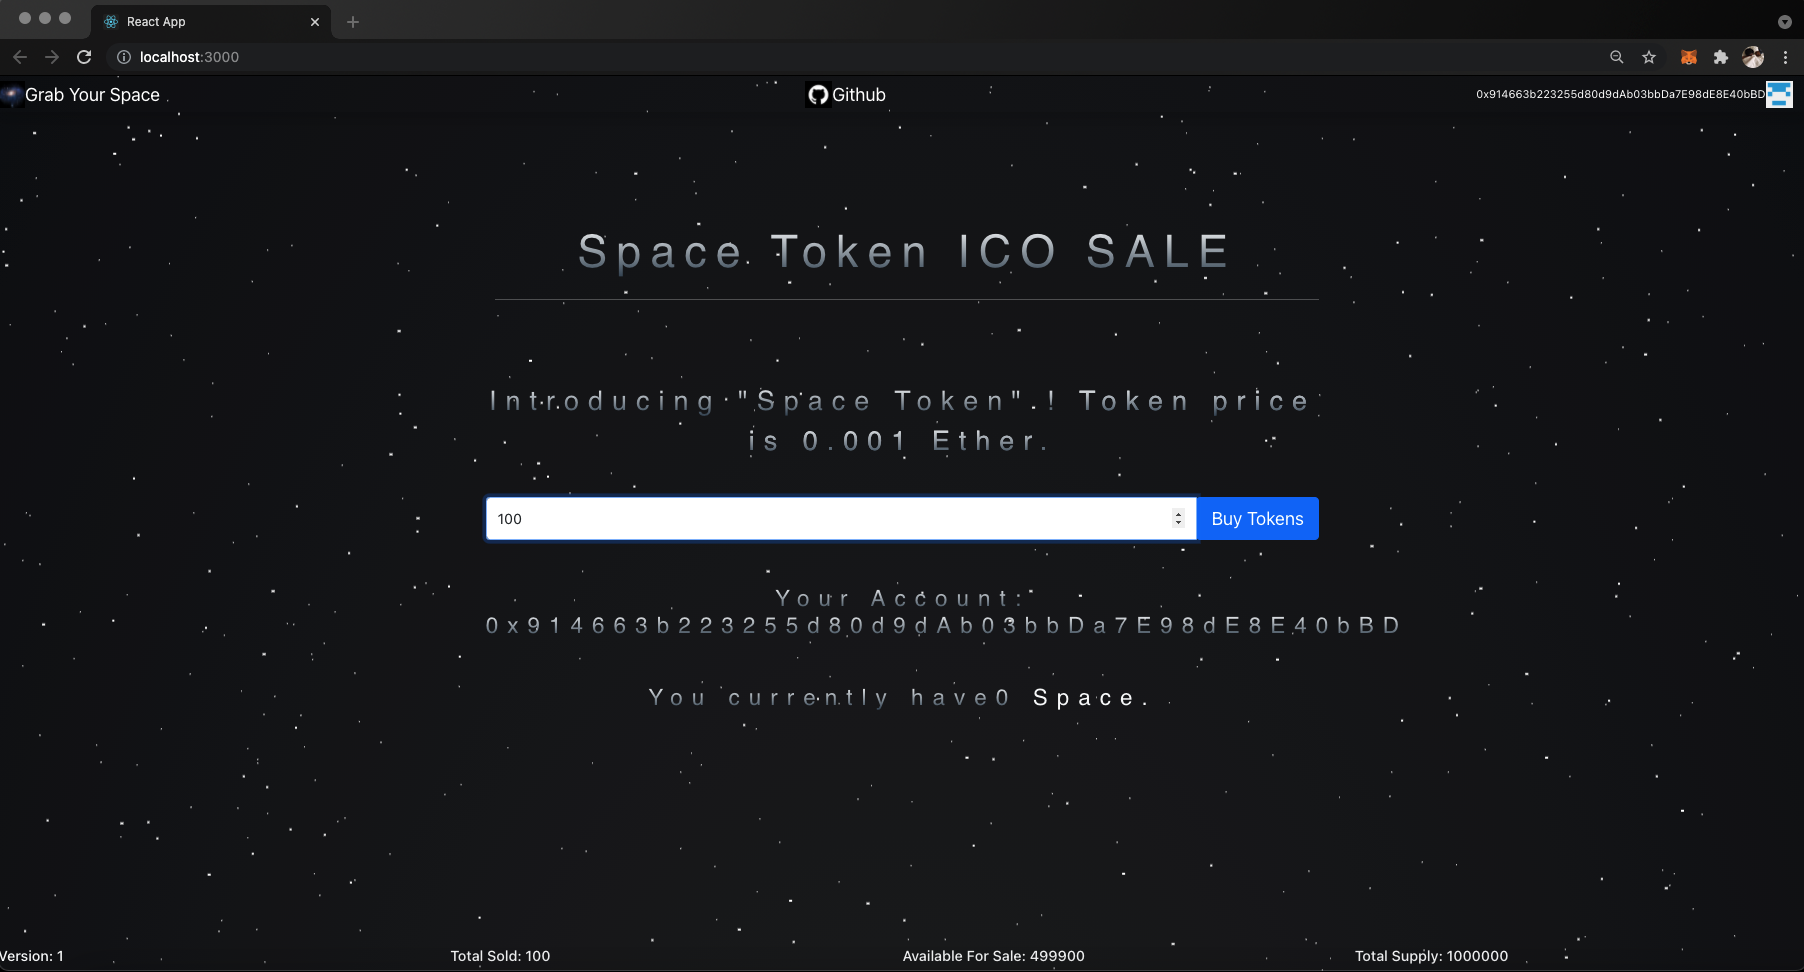 React App
localhost:3000
Grab Your Space
Github
0x914663b223255d80d9dAb03bbDa7E98dE8E40bBD
Space Token ICO SALE
Introducing "Space Token" ! Token price
is 0.001 Ether.
100
Buy Tokens
Your Account:
0x914663b223255d80d9dAb03bbDa7E98dE8E40bBD
You currently have0 Space.
Version: 1
Total Sold: 100
Available For Sale: 499900
Total Supply: 1000000